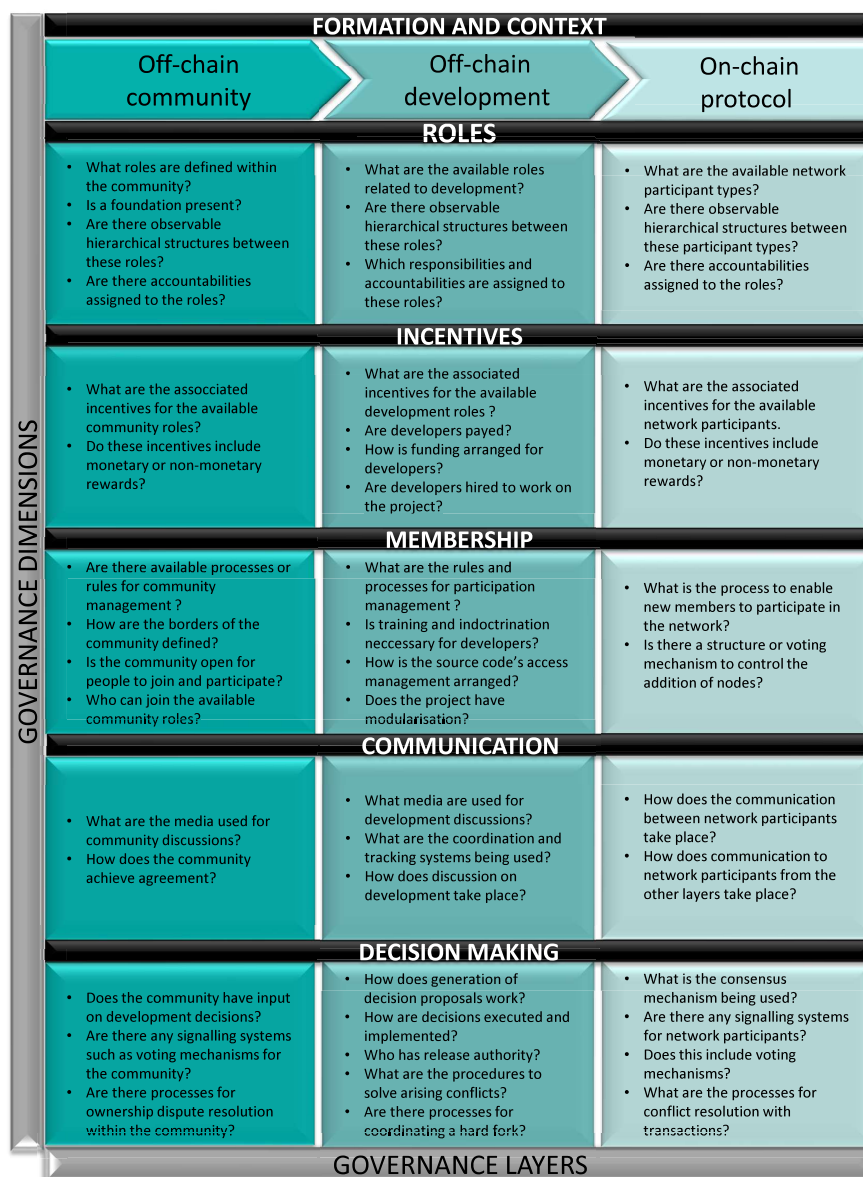 FORMATION AND CONTEXT
Off-chain
community
Off-chain
development
On-chain
protocol
ROLES
• What roles are defined within
the community?
• Is a foundation present?
• Are there observable
hierarchical structures between
these roles?
• Are there accountabilities
assigned to the roles?
• What are the available roles
related to development?
• Are there observable
hierarchical structures between
these roles?
• Which responsibilities and
accountabilities are assigned to
these roles?
• What are the available network
participant types?
• Are there observable
hierarchical structures between
these participant types?
• Are there accountabilities
assigned to the roles?
INCENTIVES
• What are the assocciated
incentives for the available
community roles?
• Do these incentives include
monetary or non-monetary
rewards?
• What are the associated
incentives for the available
development roles ?
• Are developers payed?
• How is funding arranged for
developers?
• Are developers hired to work on
the project?
• What are the associated
incentives for the available
network participants.
• Do these incentives include
monetary or non-monetary
rewards?
MEMBERSHIP
• Are there available processes or
rules for community
management ?
• How are the borders of the
community defined?
• Is the community open for
people to join and participate?
• Who can join the available
community roles?
• What are the rules and
processes for participation
management ?
• Is training and indoctrination
neccessary for developers?
• How is the source code's access
management arranged?
• Does the project have
modularisation?
• What is the process to enable
new members to participate in
the network?
• Is there a structure or voting
mechanism to control the
addition of nodes?
COMMUNICATION
• What are the media used for
community discussions?
• How does the community
achieve agreement?
• What media are used for
development discussions?
• What are the coordination and
tracking systems being used?
• How does discussion on
development take place?
• How does the communication
between network participants
take place?
• How does communication to
network participants from the
other layers take place?
DECISION MAKING
• Does the community have input
on development decisions?
• Are there any signalling systems
such as voting mechanisms for
the community?
• Are there processes for
ownership dispute resolution
within the community?
• How does generation of
decision proposals work?
• How are decisions executed and
implemented?
• Who has release authority?
• What are the procedures to
solve arising conflicts?
• Are there processes for
coordinating a hard fork?
• What is the consensus
mechanism being used?
• Are there any signalling systems
for network participants?
• Does this include voting
mechanisms?
• What are the processes for
conflict resolution with
transactions?
GOVERNANCE DIMENSIONS
GOVERNANCE LAYERS